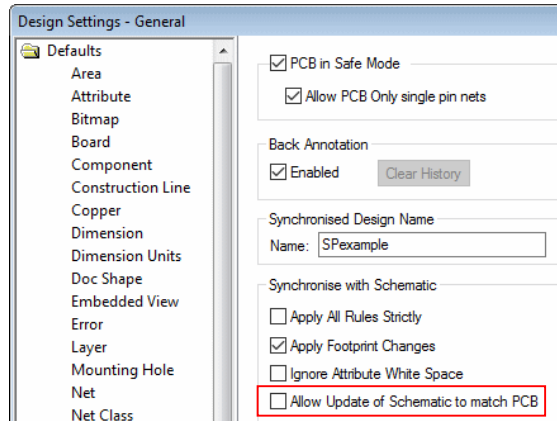 Design Settings - General
Defaults
Area
Attribute
Bitmap
Board
Component
Construction Line
Copper
Dimension
Dimension Units
Doc Shape
Embedded View
Error
Layer
Mounting Hole
Net
Net Class
PCB in Safe Mode
Allow PCB Only single pin nets
Back Annotation
Enabled Clear History
Synchronised Design Name
Name: SPexample
Synchronise with Schematic
Apply All Rules Strictly
Apply Footprint Changes
Ignore Attribute White Space
Allow Update of Schematic to match PCB